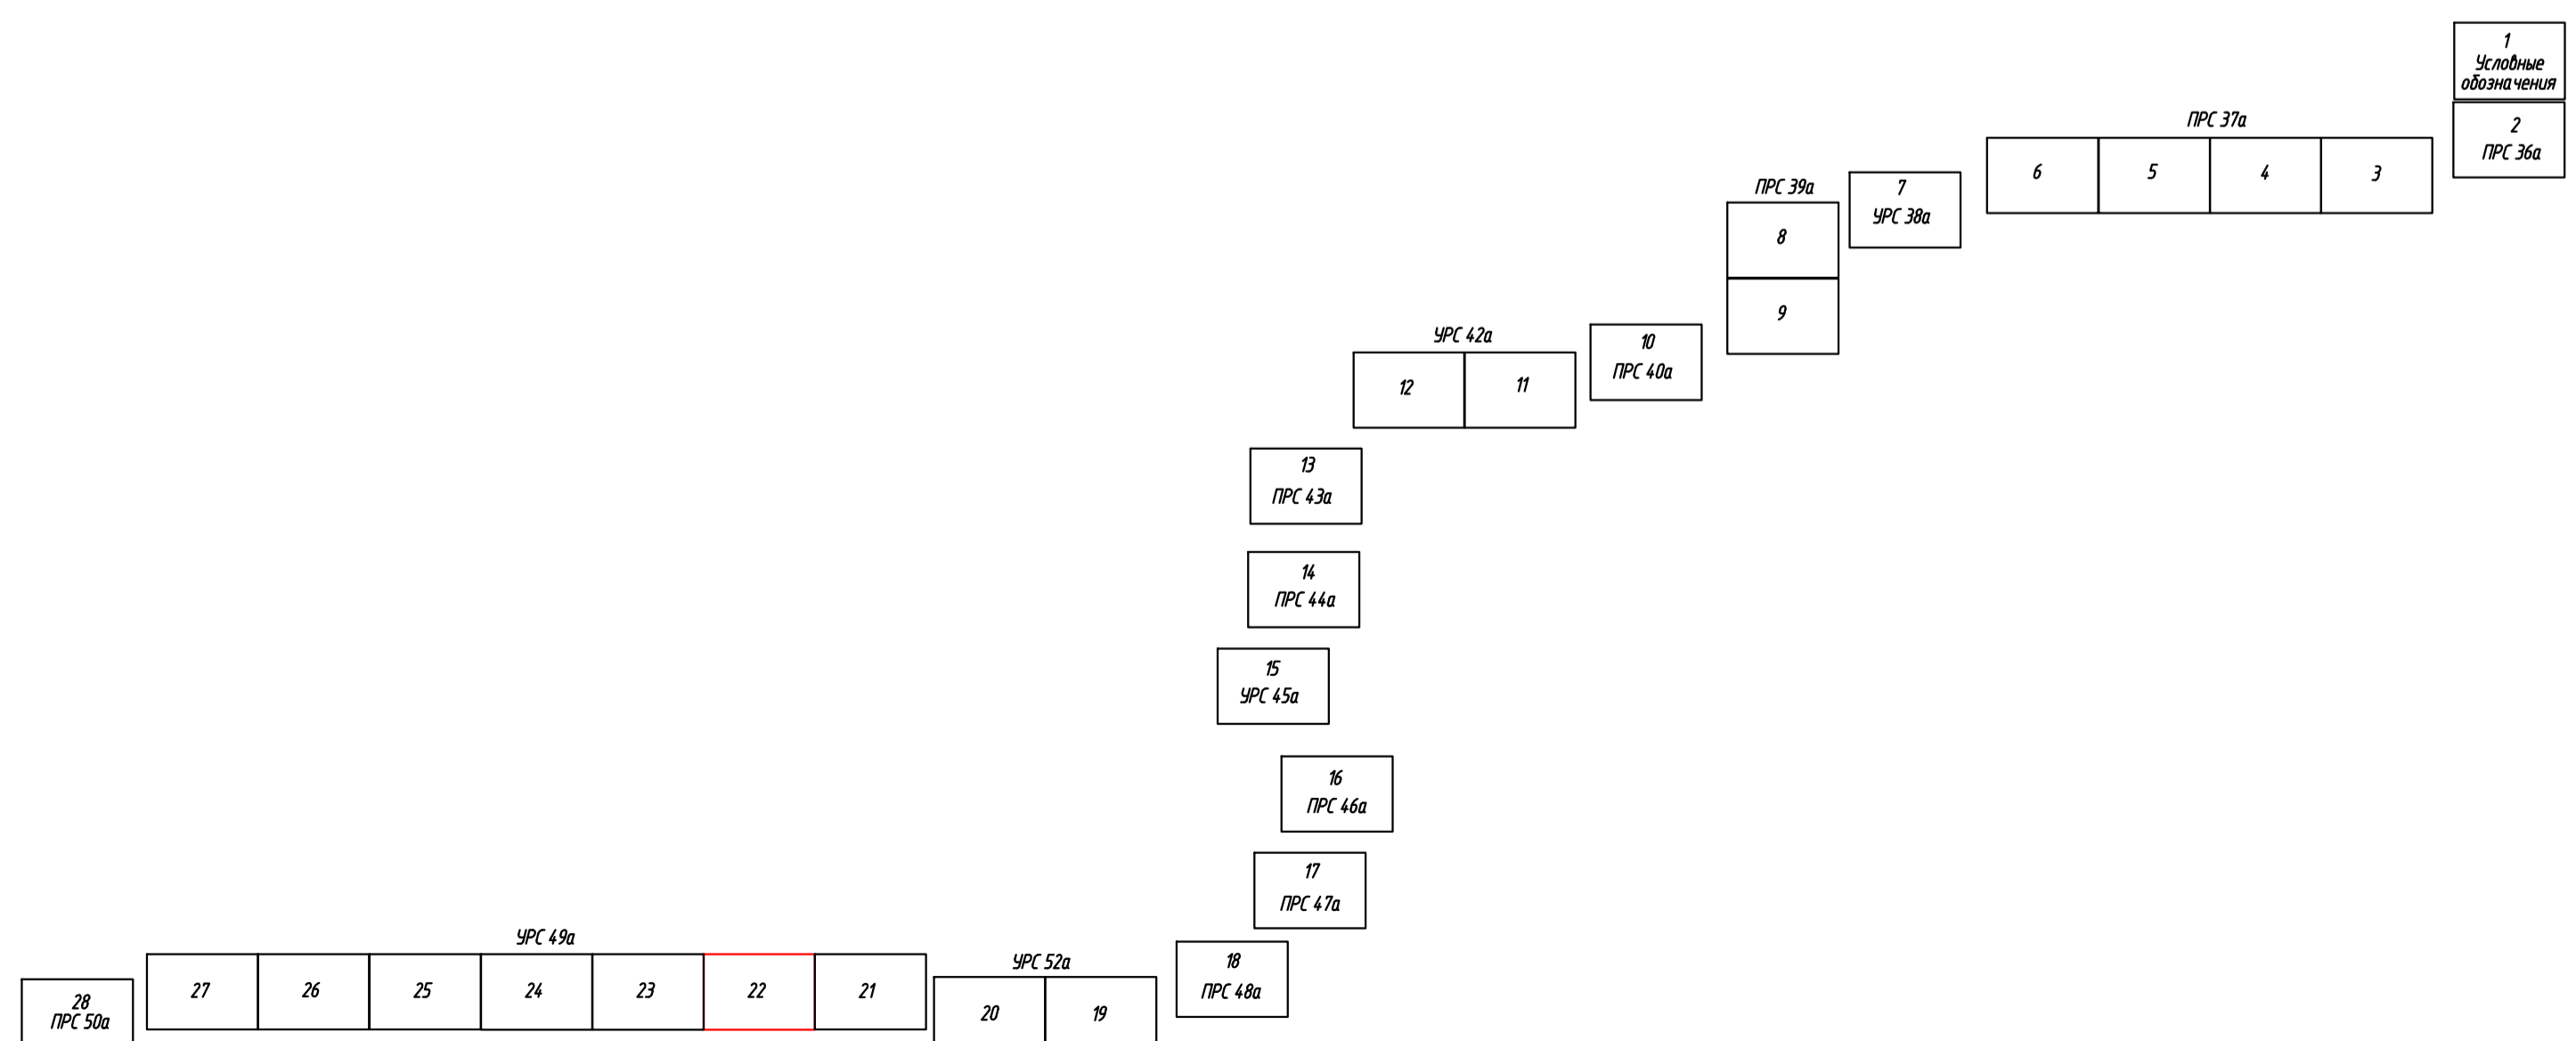 1
Условные
обозначения
2
ПРС 36а
ПРС 37а
6
5
4
3
7
УРС 38а
ПРС 39а
8
9
10
ПРС 40а
УРС 42а
12
11
13
ПРС 43а
14
ПРС 44а
15
УРС 45а
16
ПРС 46а
17
ПРС 47а
18
ПРС 48а
УРС 52а
20
19
УРС 49а
27
26
25
24
23
22
21
28
ПРС 50а